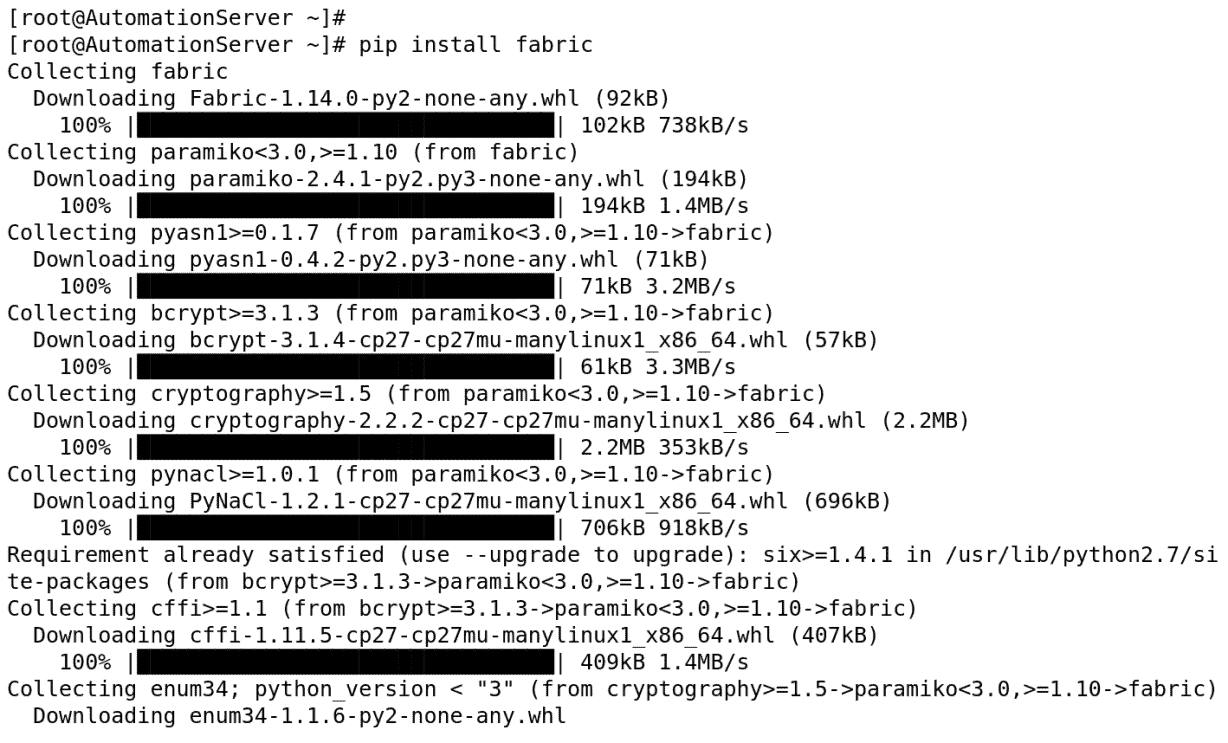 [root@AutomationServer ~]#
[root@AutomationServer ~]# pip install fabric
Collecting fabric
  Downloading Fabric-1.14.0-py2-none-any.whl (92kB)
    100% |████████████████████████████████| 102kB 738kB/s
Collecting paramiko<3.0,>=1.10 (from fabric)
  Downloading paramiko-2.4.1-py2.py3-none-any.whl (194kB)
    100% |████████████████████████████████| 194kB 1.4MB/s
Collecting pyasn1>=0.1.7 (from paramiko<3.0,>=1.10->fabric)
  Downloading pyasn1-0.4.2-py2.py3-none-any.whl (71kB)
    100% |████████████████████████████████| 71kB 3.2MB/s
Collecting bcrypt>=3.1.3 (from paramiko<3.0,>=1.10->fabric)
  Downloading bcrypt-3.1.4-cp27-cp27mu-manylinux1_x86_64.whl (57kB)
    100% |████████████████████████████████| 61kB 3.3MB/s
Collecting cryptography>=1.5 (from paramiko<3.0,>=1.10->fabric)
  Downloading cryptography-2.2.2-cp27-cp27mu-manylinux1_x86_64.whl (2.2MB)
    100% |████████████████████████████████| 2.2MB 353kB/s
Collecting pynacl>=1.0.1 (from paramiko<3.0,>=1.10->fabric)
  Downloading PyNaCl-1.2.1-cp27-cp27mu-manylinux1_x86_64.whl (696kB)
    100% |████████████████████████████████| 706kB 918kB/s
Requirement already satisfied (use --upgrade to upgrade): six>=1.4.1 in /usr/lib/python2.7/si
te-packages (from bcrypt>=3.1.3->paramiko<3.0,>=1.10->fabric)
Collecting cffi>=1.1 (from bcrypt>=3.1.3->paramiko<3.0,>=1.10->fabric)
  Downloading cffi-1.11.5-cp27-cp27mu-manylinux1_x86_64.whl (407kB)
    100% |████████████████████████████████| 409kB 1.4MB/s
Collecting enum34; python_version < "3" (from cryptography>=1.5->paramiko<3.0,>=1.10->fabric)
  Downloading enum34-1.1.6-py2-none-any.whl